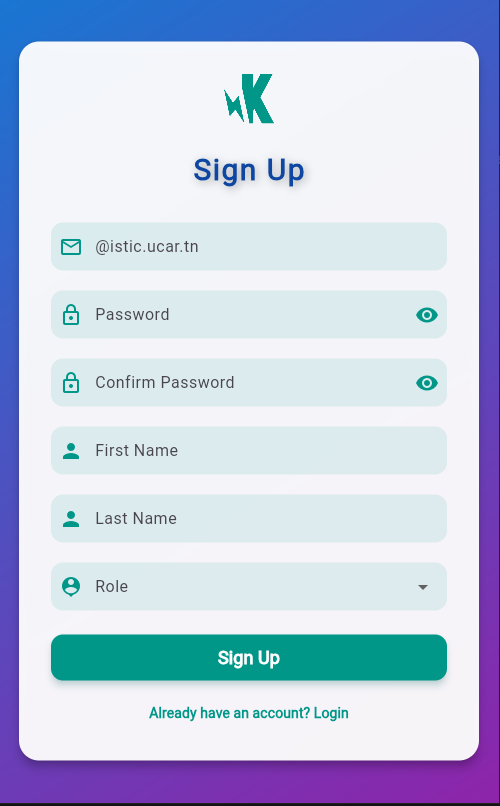 K
Sign Up
@istic.ucar.tn
Password
Confirm Password
First Name
Last Name
Role
Sign Up
Already have an account? Login